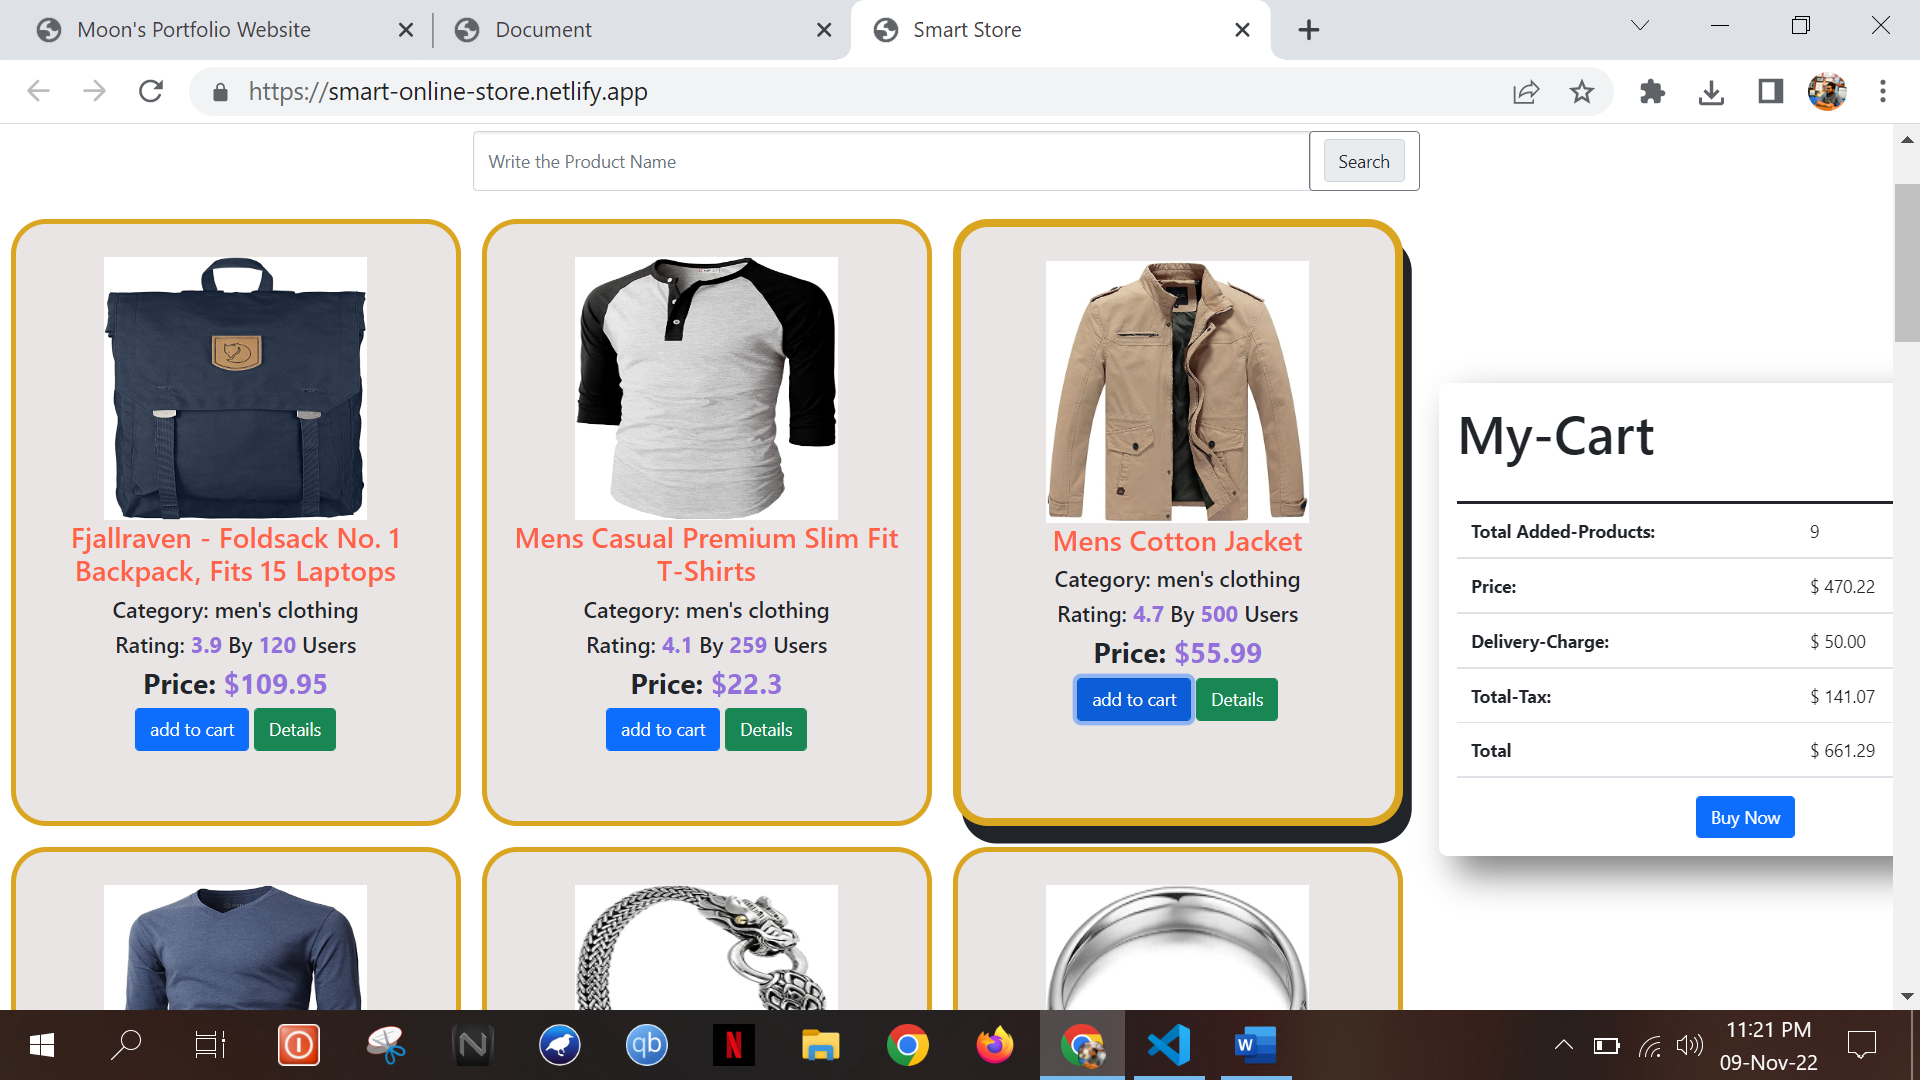 Moon's Portfolio Website
Document
Smart Store
https://smart-online-store.netlify.app
Write the Product Name
Search
Fjallraven - Foldsack No. 1
Backpack, Fits 15 Laptops
Category: men's clothing
Rating: 3.9 By 120 Users
Price: $109.95
add to cart
Details
Mens Casual Premium Slim Fit
T-Shirts
Category: men's clothing
Rating: 4.1 By 259 Users
Price: $22.3
add to cart
Details
Mens Cotton Jacket
Category: men's clothing
Rating: 4.7 By 500 Users
Price: $55.99
add to cart
Details
My-Cart
Total Added-Products: 9
Price: $ 470.22
Delivery-Charge: $ 50.00
Total-Tax: $ 141.07
Total $ 661.29
Buy Now
N
qb
N
W
11:21 PM
09-Nov-22